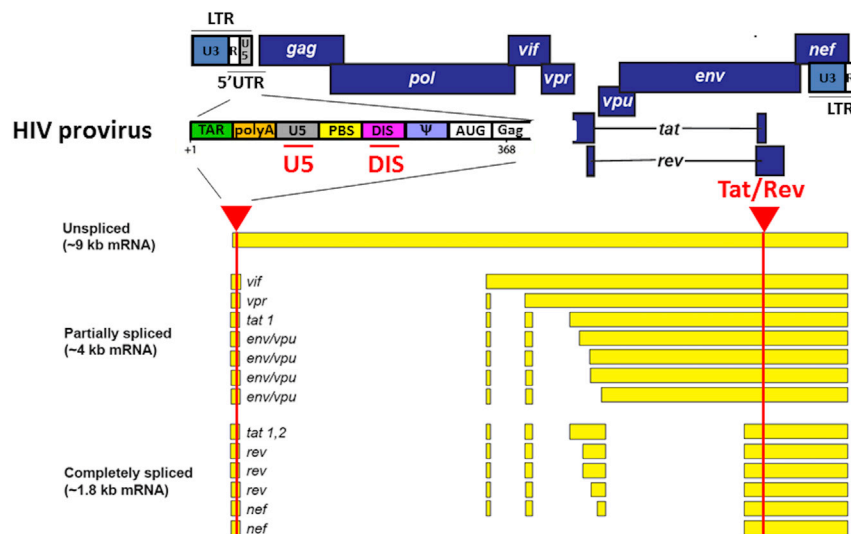 LTR
U3 R U5
gag
vif
nef
U3 R
pol
vpr
env
LTR
5'UTR
vpu
HIV provirus
TAR polyA U5 PBS DIS Ψ AUG Gag
tat
+1
368
rev
U5 DIS
Tat/Rev
Unspliced
(~9 kb mRNA)
vif
vpr
Partially spliced
(~4 kb mRNA)
tat 1
env/vpu
env/vpu
env/vpu
env/vpu
tat 1,2
rev
Completely spliced
(~1.8 kb mRNA)
rev
rev
nef
nef